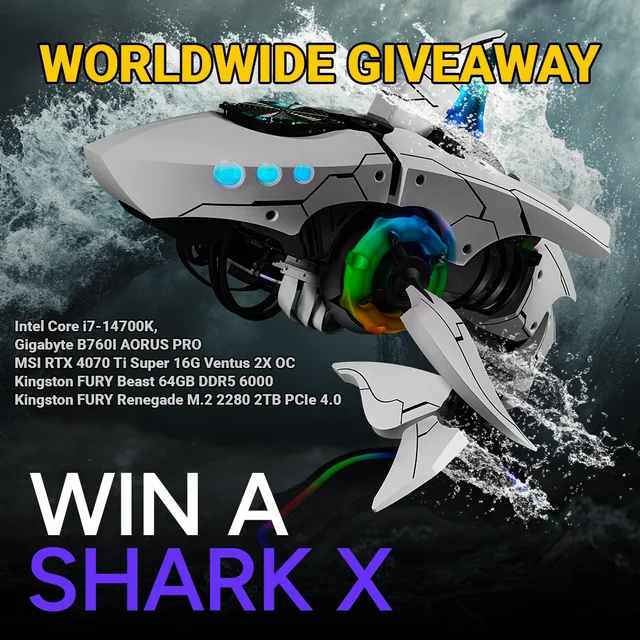 WORLDWIDE GIVEAWAY
Intel Core i7-14700K,
Gigabyte B760I AORUS PRO
MSI RTX 4070 Ti Super 16G Ventus 2X OC
Kingston FURY Beast 64GB DDR5 6000
Kingston FURY Renegade M.2 2280 2TB PCIe 4.0
WIN A
SHARK X